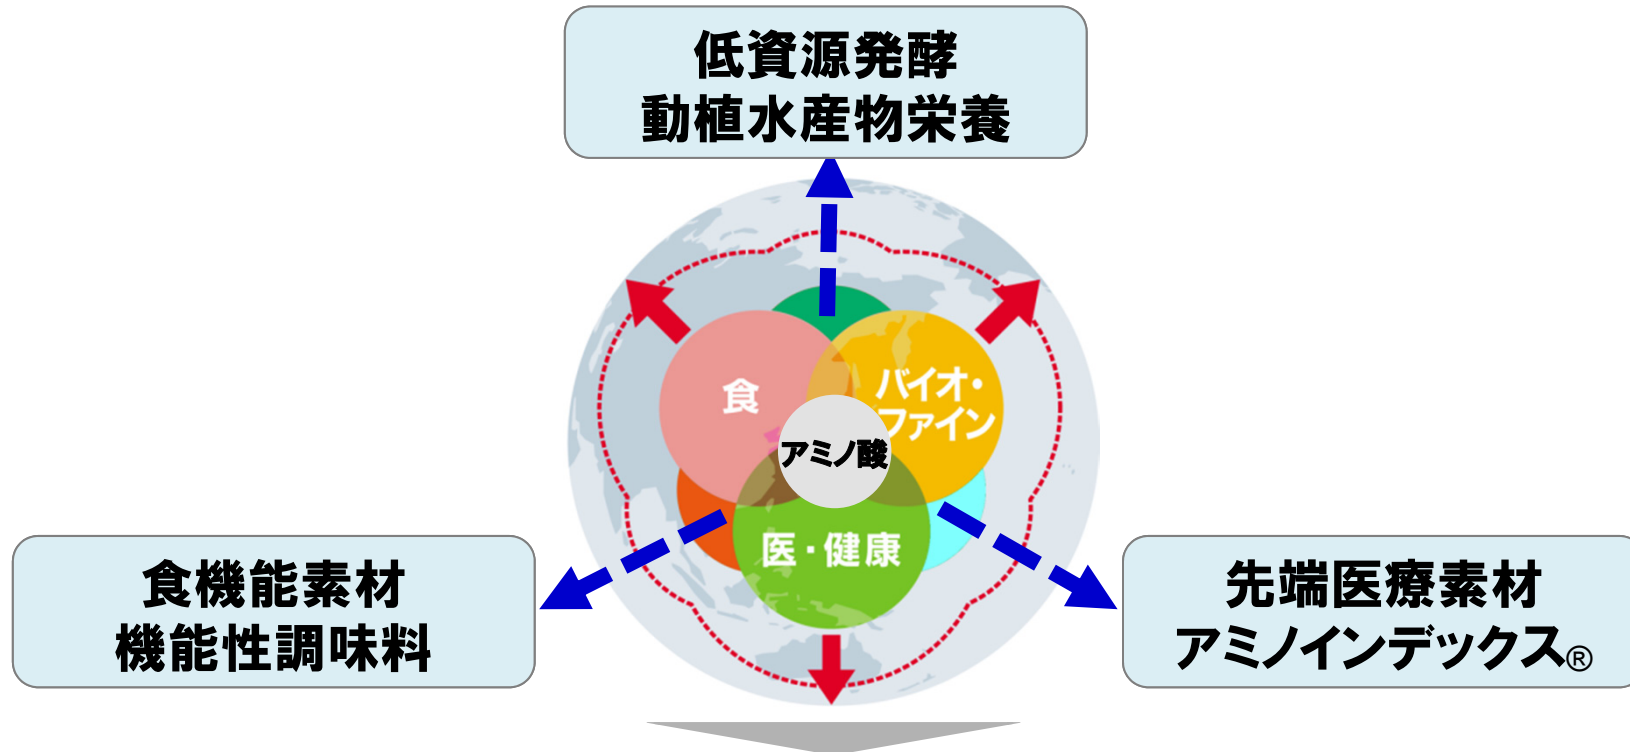 低資源発酵
動植水産物栄養
食
バイオ・
ファイン
アミノ酸
医・健康
食機能素材
機能性調味料
先端医療素材
アミノインデックス®